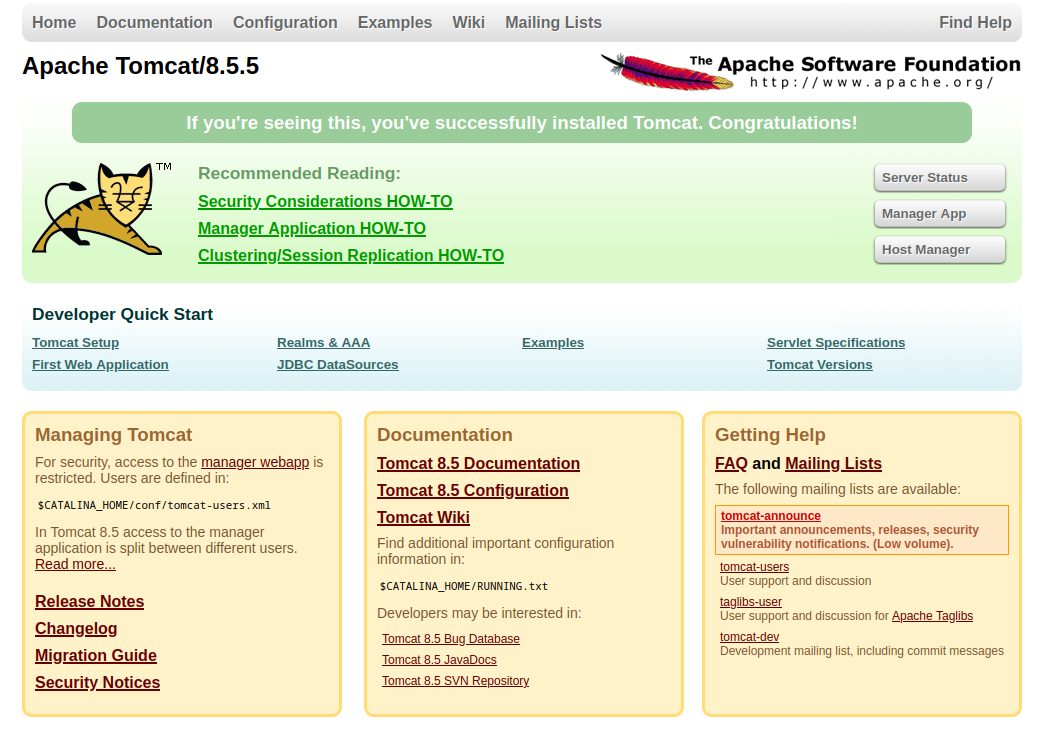 Home Documentation Configuration Examples Wiki Mailing Lists Find Help
Apache Tomcat/8.5.5
The Apache Software Foundation
http://www.apache.org/
If you're seeing this, you've successfully installed Tomcat. Congratulations!
TM
Recommended Reading:
Security Considerations HOW-TO
Manager Application HOW-TO
Clustering/Session Replication HOW-TO
Server Status
Manager App
Host Manager
Developer Quick Start
Tomcat Setup
First Web Application
Realms & AAA
JDBC DataSources
Examples
Servlet Specifications
Tomcat Versions
Managing Tomcat
For security, access to the manager webapp is
restricted. Users are defined in:
$CATALINA_HOME/conf/tomcat-users.xml
In Tomcat 8.5 access to the manager
application is split between different users.
Read more...
Release Notes
Changelog
Migration Guide
Security Notices
Documentation
Tomcat 8.5 Documentation
Tomcat 8.5 Configuration
Tomcat Wiki
Find additional important configuration
information in:
$CATALINA_HOME/RUNNING.txt
Developers may be interested in:
Tomcat 8.5 Bug Database
Tomcat 8.5 JavaDocs
Tomcat 8.5 SVN Repository
Getting Help
FAQ and Mailing Lists
The following mailing lists are available:
tomcat-announce
Important announcements, releases, security
vulnerability notifications. (Low volume).
tomcat-users
User support and discussion
taglibs-user
User support and discussion for Apache Taglibs
tomcat-dev
Development mailing list, including commit messages